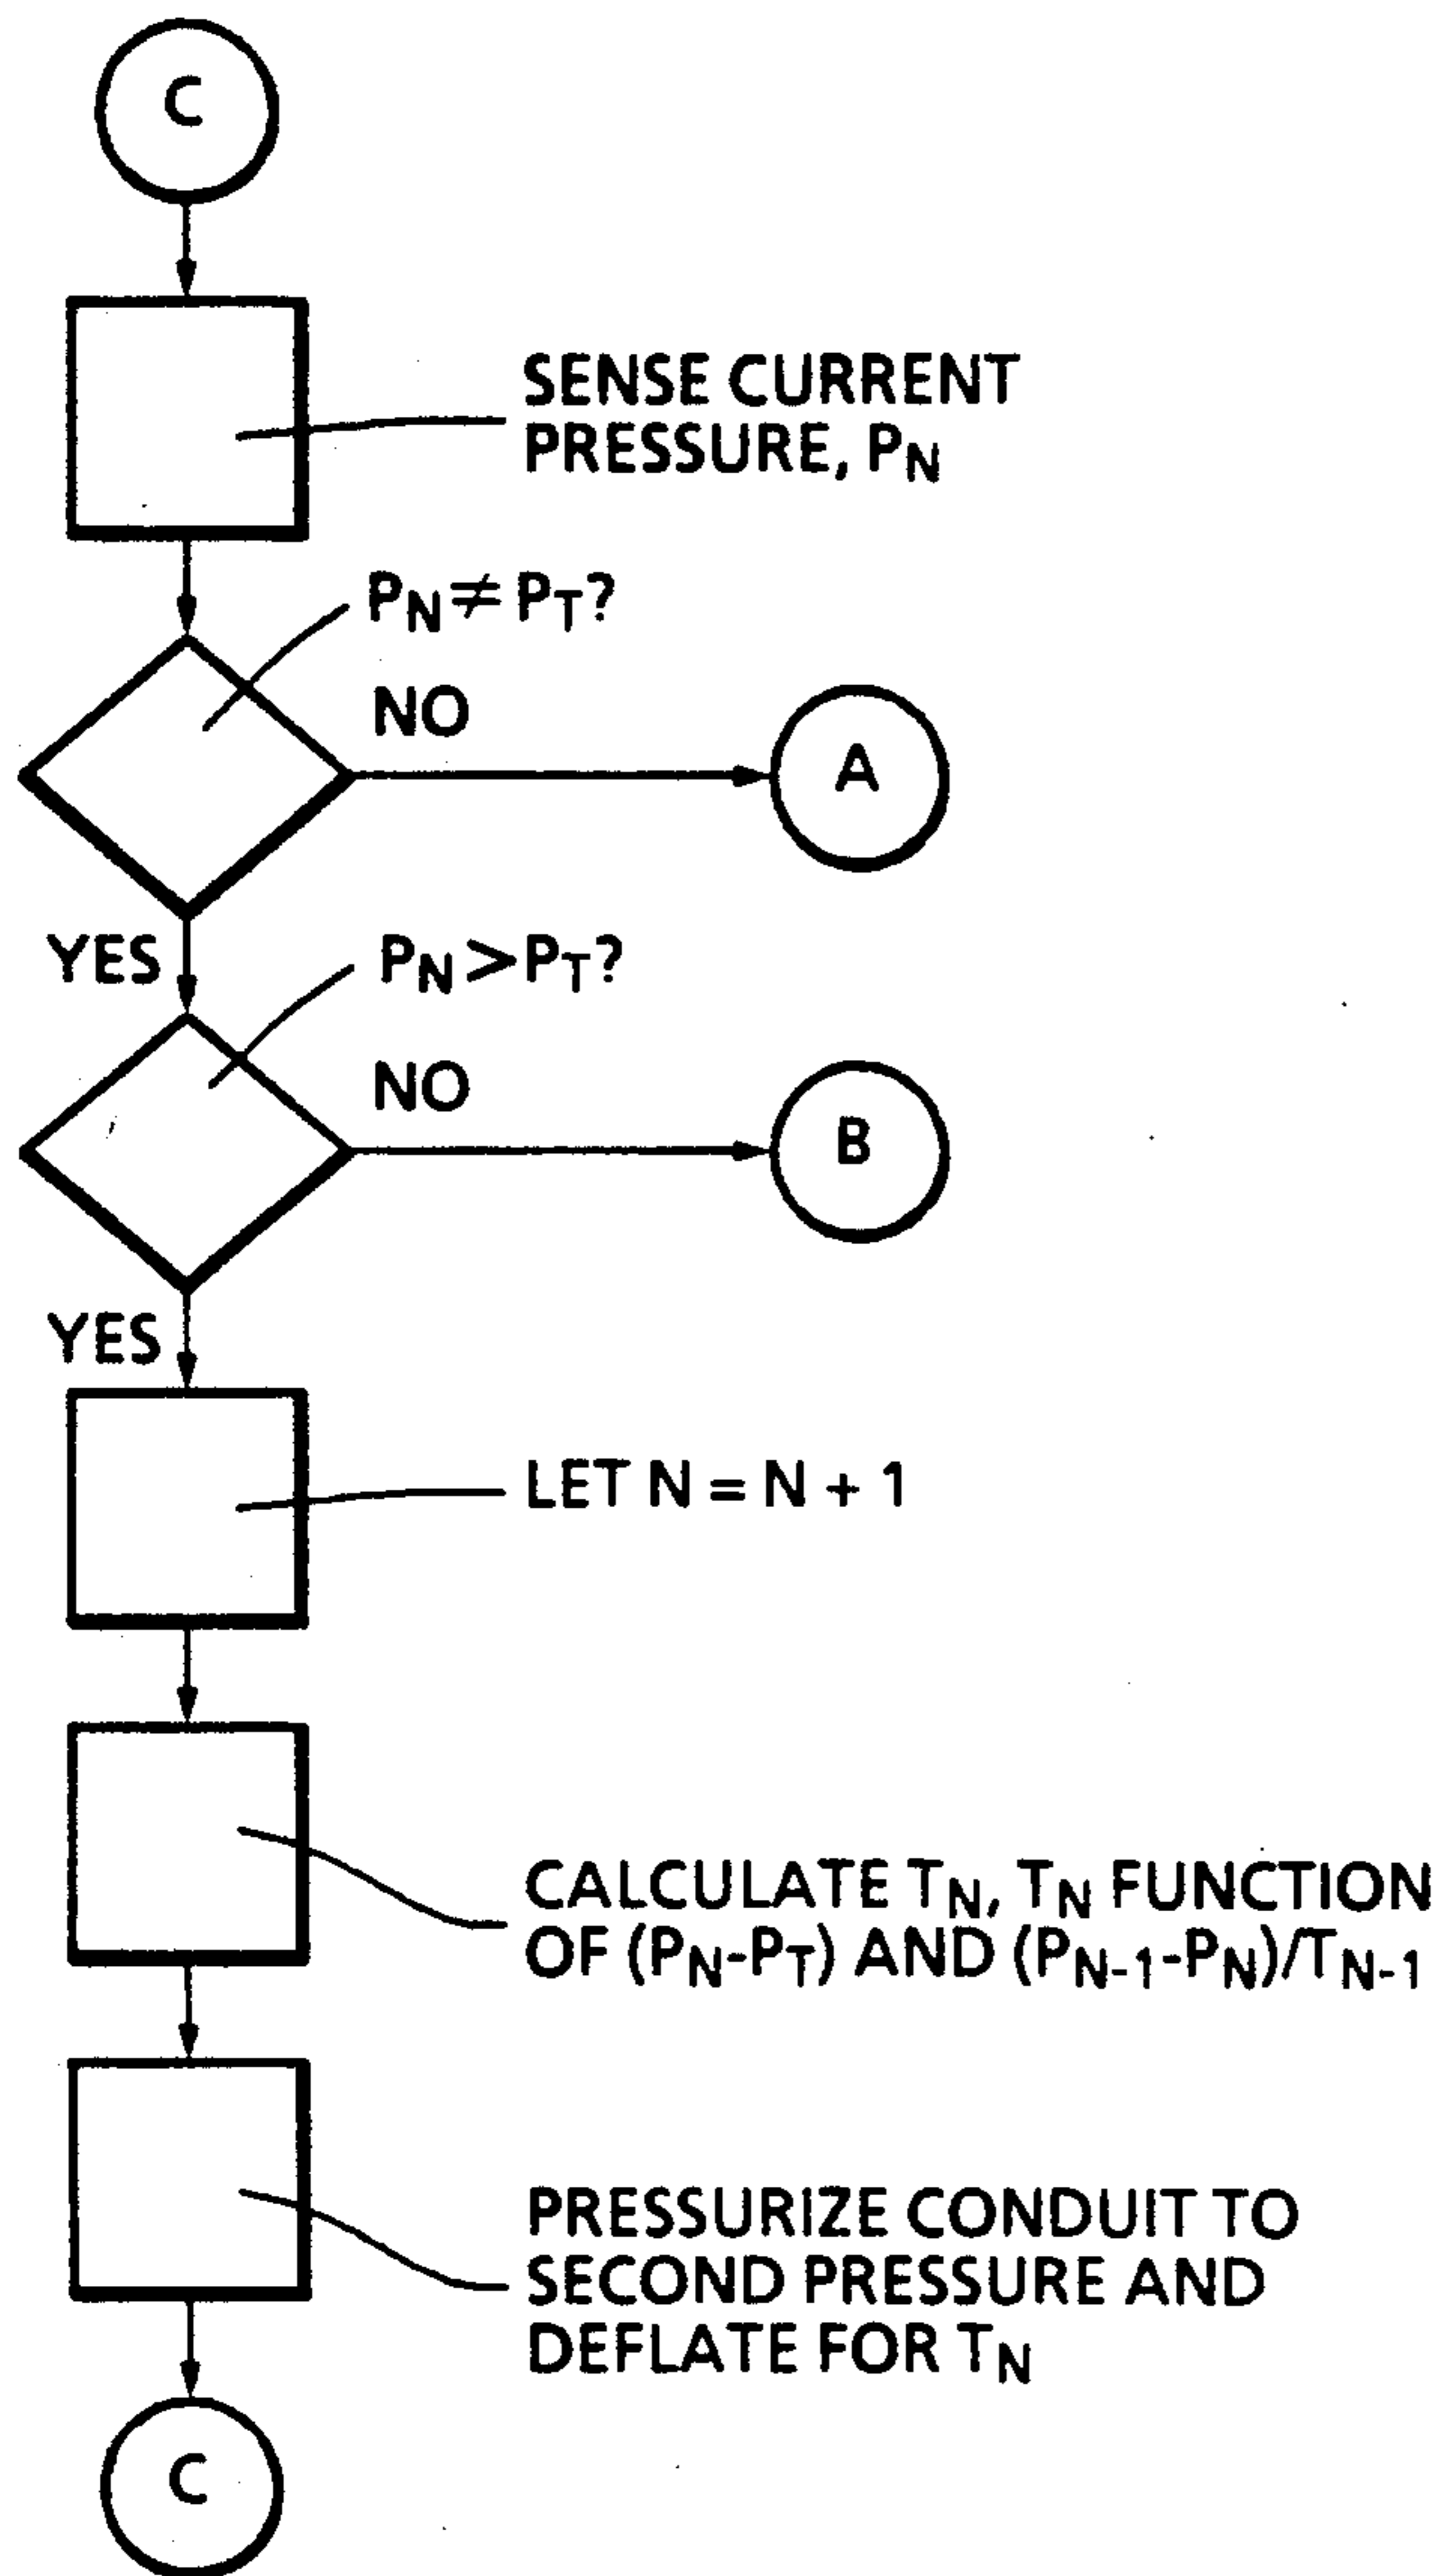 C
SENSE CURRENT
PRESSURE, PN
PN ≠ PT?
NO
A
YES
PN > PT?
NO
B
YES
LET N = N + 1
CALCULATE TN, TN FUNCTION
OF (PN-PT) AND (PN-1-PN)/TN-1
PRESSURIZE CONDUIT TO
SECOND PRESSURE AND
DEFLATE FOR TN
C